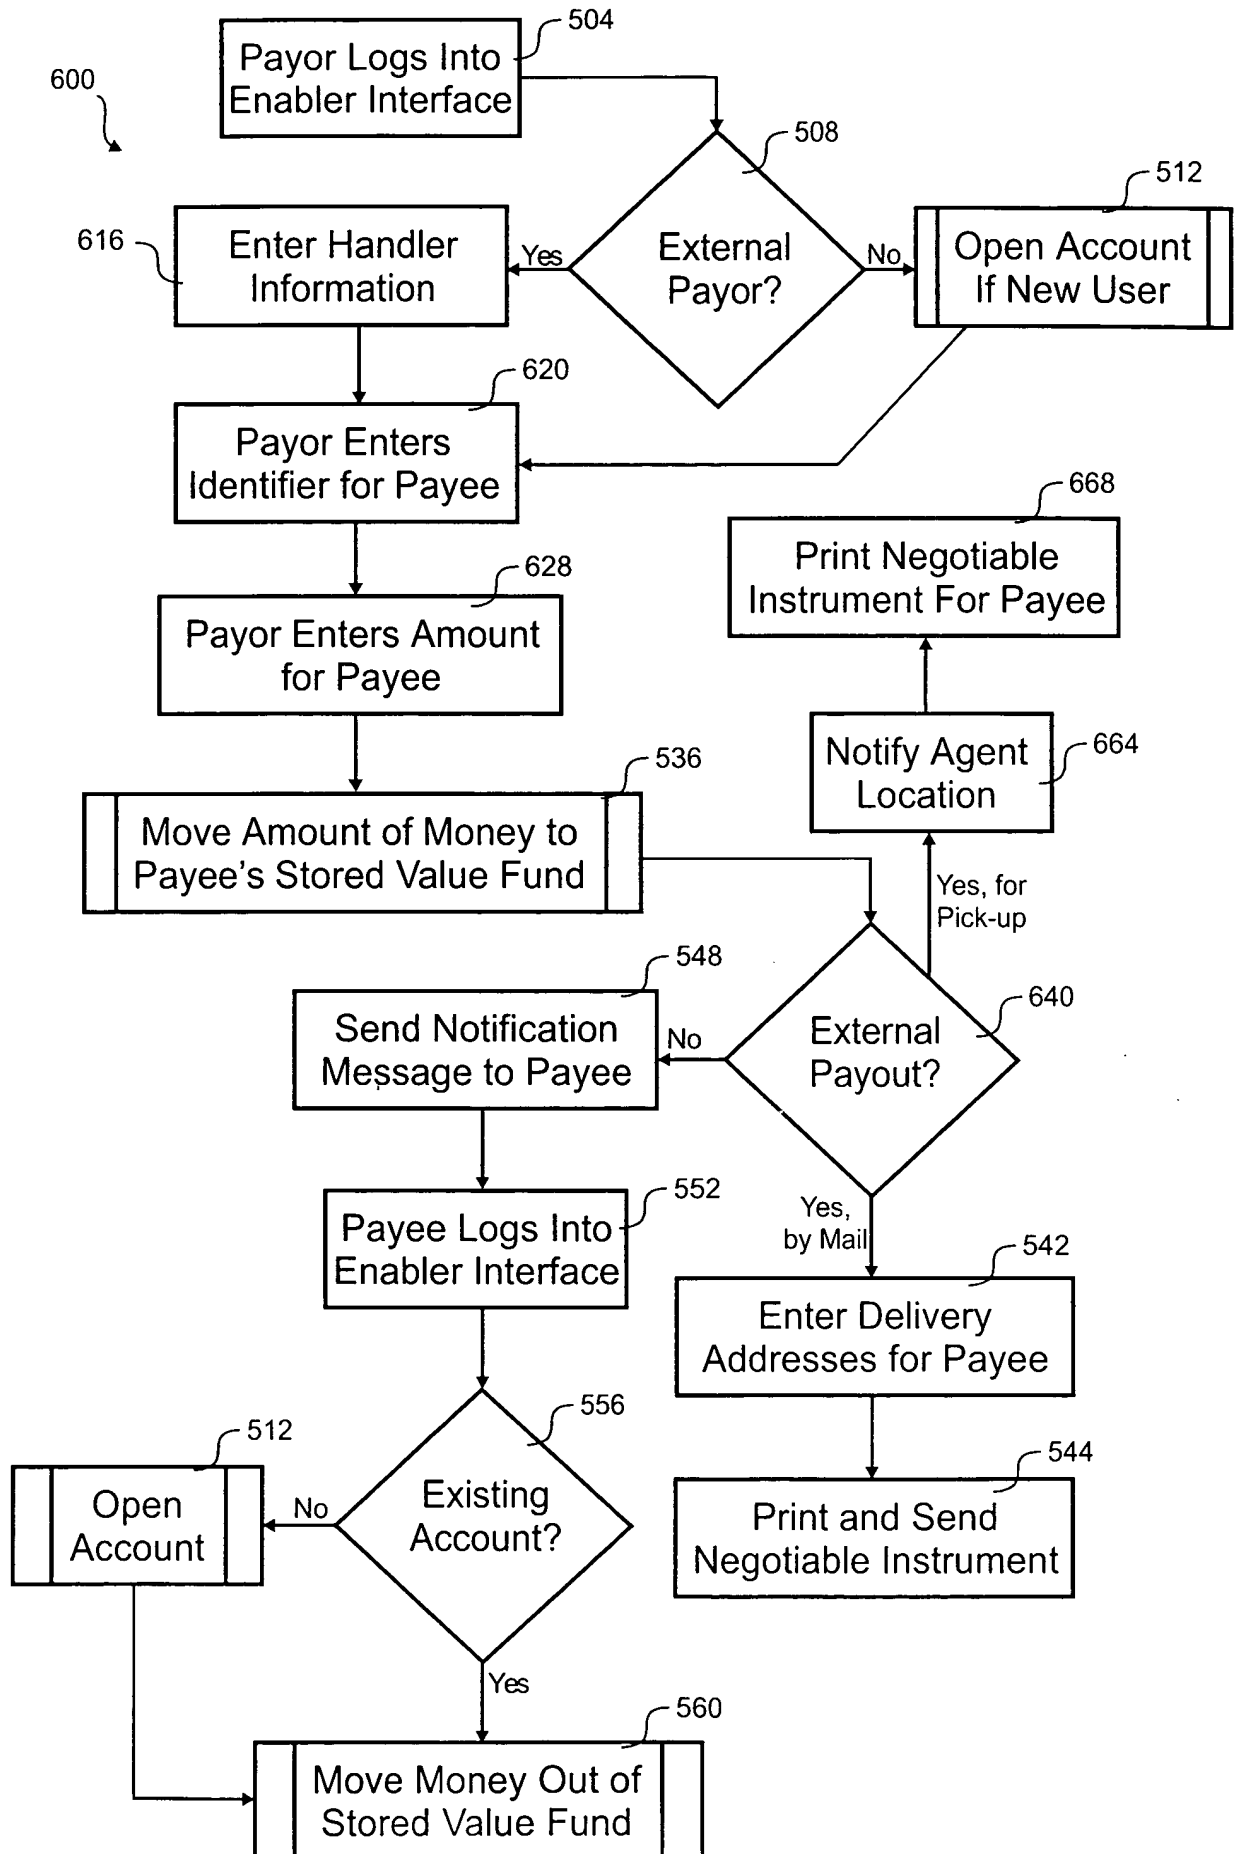 504
Payor Logs Into
Enabler Interface
600
508
External
Payor?
Yes
No
512
Open Account
If New User
616
Enter Handler
Information
620
Payor Enters
Identifier for Payee
628
Payor Enters Amount
for Payee
536
Move Amount of Money to
Payee's Stored Value Fund
668
Print Negotiable
Instrument For Payee
664
Notify Agent
Location
Yes, for
Pick-up
640
External
Payout?
No
548
Send Notification
Message to Payee
552
Payee Logs Into
Enabler Interface
Yes,
by Mail
542
Enter Delivery
Addresses for Payee
544
Print and Send
Negotiable Instrument
556
Existing
Account?
No
512
Open
Account
Yes
560
Move Money Out of
Stored Value Fund